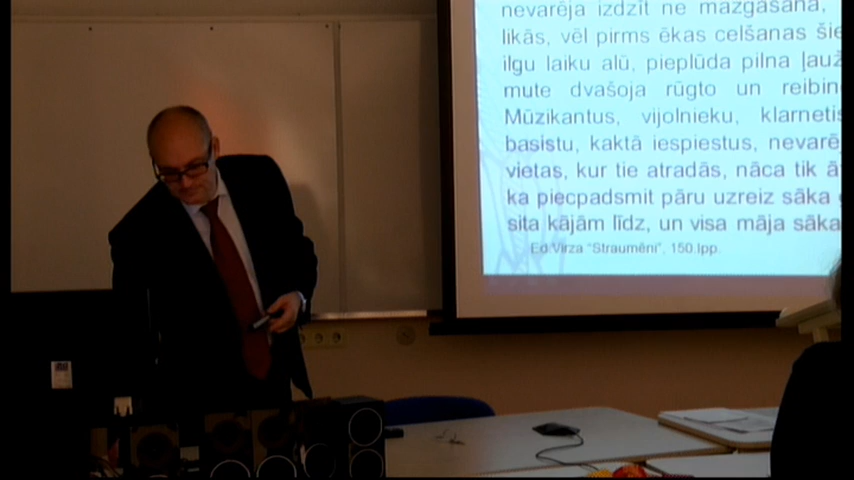 nevarēja izdzīt ne mazgāšana,
likās, vēl pirms ēkas celšanas šie
ilgu laiku alū, pieplūda pilna ļauž
mute dvašoja rūgto un reibin
Mūzikantus, vijolnieku, klarnetis
basistu, kaktā iespiestus, nevarē
vietas, kur tie atradās, nāca tik ā
ka piecpadsmit pāru uzreiz sāka
sita kājām līdz, un visa māja sāka
Ed.Virza "Straumēni", 150.lpp.